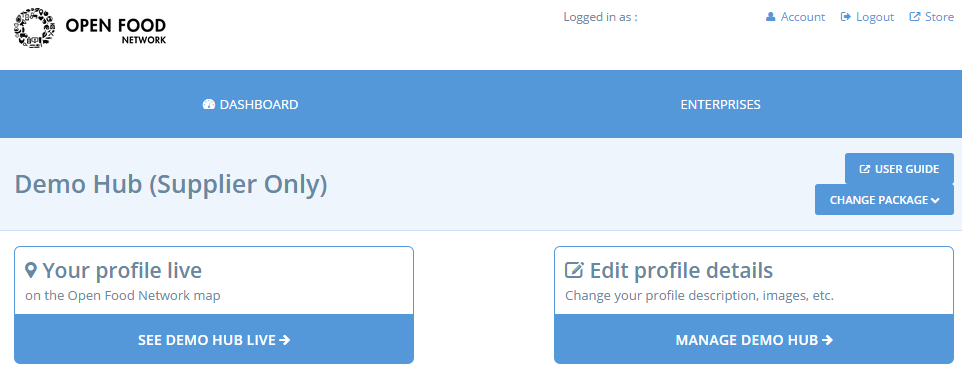 OPEN FOOD
NETWORK
Logged in as :
Account
Logout
Store
DASHBOARD
ENTERPRISES
Demo Hub (Supplier Only)
USER GUIDE
CHANGE PACKAGE
Your profile live
on the Open Food Network map
SEE DEMO HUB LIVE
Edit profile details
Change your profile description, images, etc.
MANAGE DEMO HUB